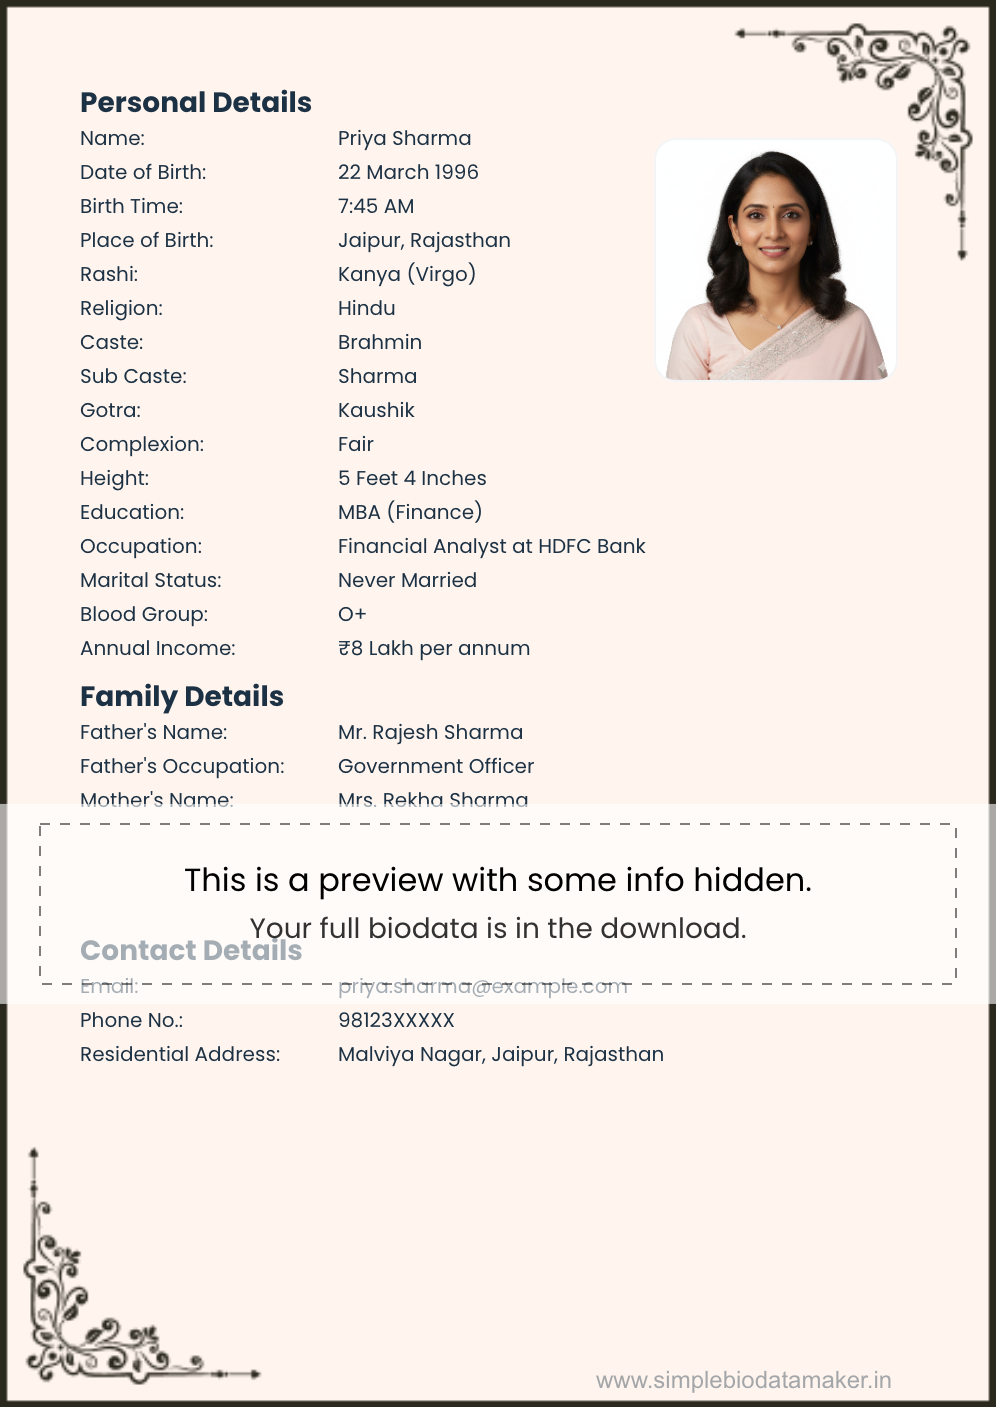 Personal Details
Name: Priya Sharma
Date of Birth: 22 March 1996
Birth Time: 7:45 AM
Place of Birth: Jaipur, Rajasthan
Rashi: Kanya (Virgo)
Religion: Hindu
Caste: Brahmin
Sub Caste: Sharma
Gotra: Kaushik
Complexion: Fair
Height: 5 Feet 4 Inches
Education: MBA (Finance)
Occupation: Financial Analyst at HDFC Bank
Marital Status: Never Married
Blood Group: O+
Annual Income: ₹8 Lakh per annum
Family Details
Father's Name: Mr. Rajesh Sharma
Father's Occupation: Government Officer
Mother's Name: Mrs. Rekha Sharma
This is a preview with some info hidden.
Your full biodata is in the download.
Contact Details
Email: priya.sharma@example.com
Phone No.: 98123XXXXX
Residential Address: Malviya Nagar, Jaipur, Rajasthan
www.simplebiodatamaker.in